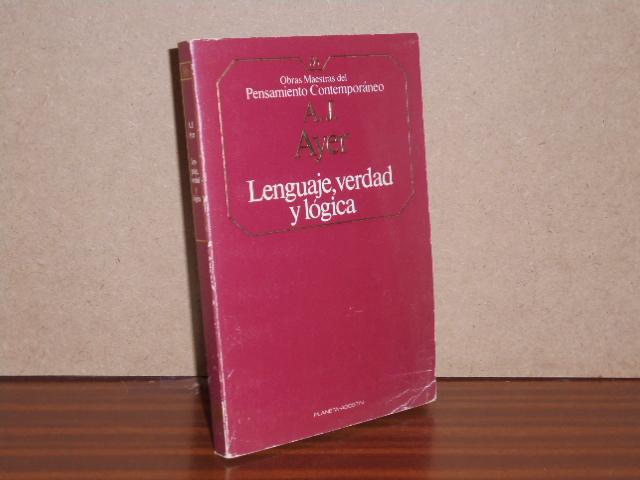 Obras Maestras del
Pensamiento Contemporáneo
A. J.
Ayer
Lenguaje, verdad
y lógica
PLANETA-AGOSTINI